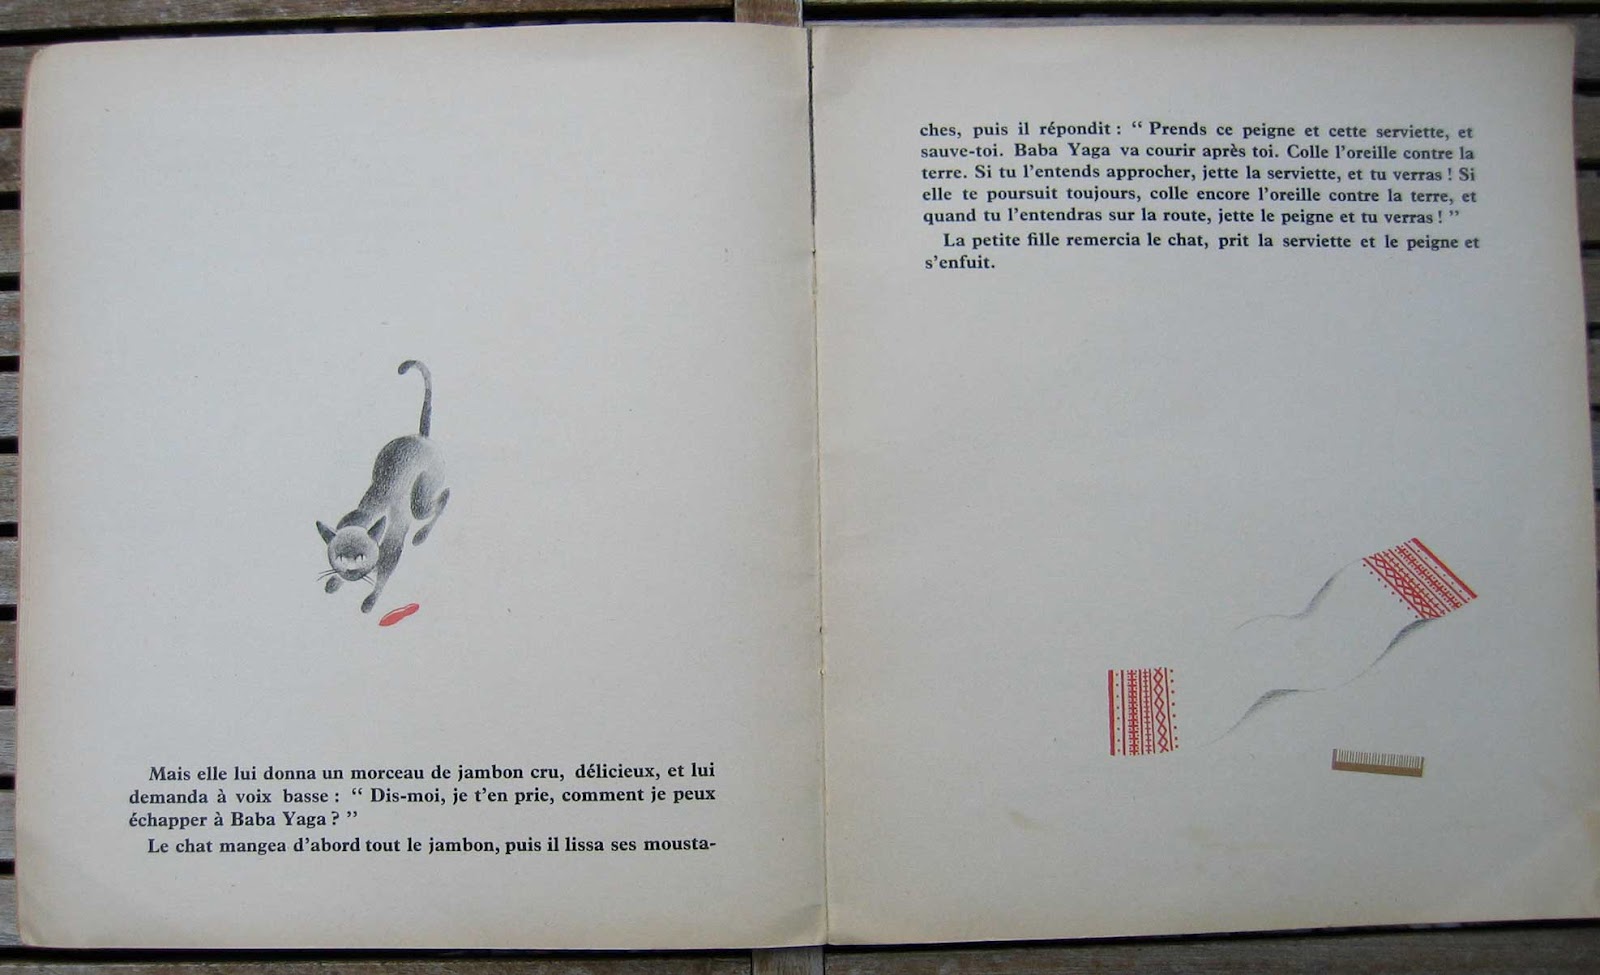 Mais elle lui donna un morceau de jambon cru, délicieux, et lui
demanda à voix basse : “ Dis-moi, je t’en prie, comment je peux
échapper à Baba Yaga ? ”
Le chat mangea d’abord tout le jambon, puis il lissa ses mousta-
ches, puis il répondit : “ Prends ce peigne et cette serviette, et
sauve-toi. Baba Yaga va courir après toi. Colle l’oreille contre la
terre. Si tu l’entends approcher, jette la serviette, et tu verras ! Si
elle te poursuit toujours, colle encore l’oreille contre la terre, et
quand tu l’entendras sur la route, jette le peigne et tu verras ! ”
La petite fille remercia le chat, prit la serviette et le peigne et
s’enfuit.